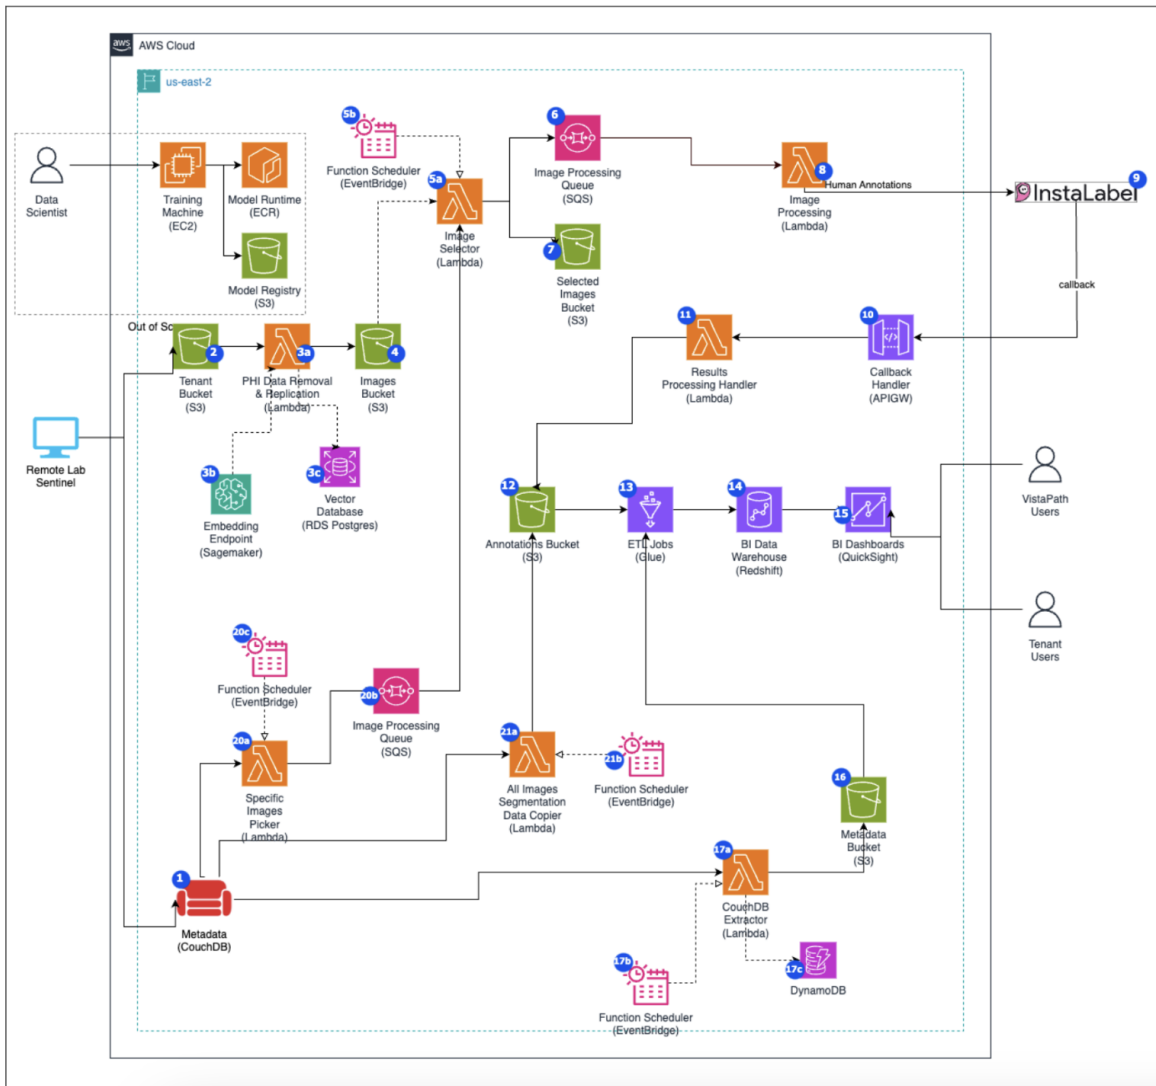 aws
AWS Cloud
us-east-2
5b
Function Scheduler
(EventBridge)
5a
Image
Selector
(Lambda)
6
Image Processing
Queue
(SQS)
7
Selected
Images
Bucket
(S3)
8
Image
Processing
(Lambda)
Human Annotations
9
InstaLabel
callback
Data
Scientist
Training
Machine
(EC2)
Model Runtime
(ECR)
Model Registry
(S3)
Out of Sc
2
Tenant
Bucket
(S3)
3a
PHI Data Removal
& Replication
(Lambda)
4
Images
Bucket
(S3)
11
Results
Processing Handler
(Lambda)
10
Callback
Handler
(APIGW)
Remote Lab
Sentinel
3b
Embedding
Endpoint
(Sagemaker)
3c
Vector
Database
(RDS Postgres)
12
Annotations Bucket
(S3)
13
ETL Jobs
(Glue)
14
BI Data
Warehouse
(Redshift)
15
BI Dashboards
(QuickSight)
VistaPath
Users
Tenant
Users
20c
Function Scheduler
(EventBridge)
20a
Specific
Images
Picker
(Lambda)
20b
Image Processing
Queue
(SQS)
21a
All Images
Segmentation
Data Copier
(Lambda)
21b
Function Scheduler
(EventBridge)
16
Metadata
Bucket
(S3)
1
Metadata
(CouchDB)
17a
CouchDB
Extractor
(Lambda)
17b
Function Scheduler
(EventBridge)
17c
DynamoDB